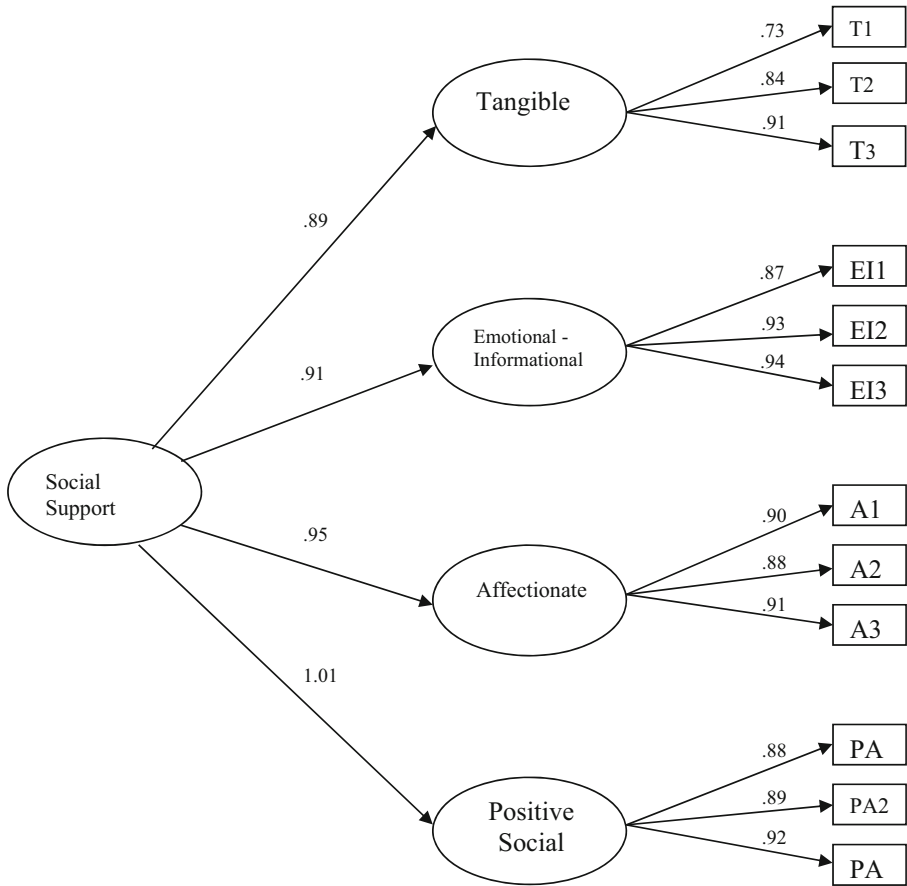 .73
T1
.84
T2
Tangible
.91
T3
.89
.87
EI1
.93
EI2
Emotional -
Informational
.94
EI3
.91
Social
Support
.90
A1
.95
.88
A2
Affectionate
.91
A3
1.01
.88
PA
.89
PA2
Positive
Social
.92
PA